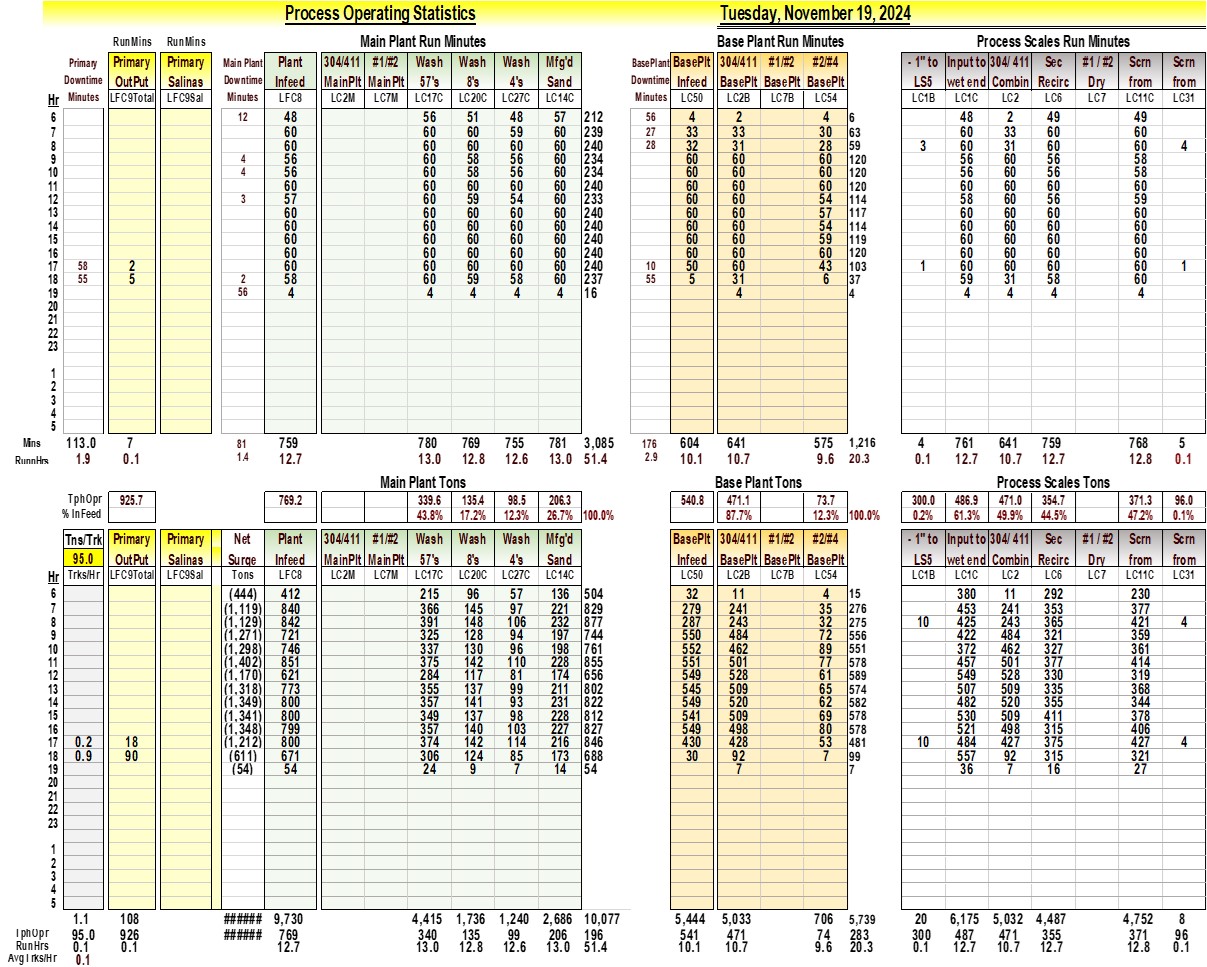 Process Operating Statistics Tuesday, November 19, 2024
RunMins RunMins Main Plant Run Minutes Base Plant Run Minutes Process Scales Run Minutes
Primary Primary Primary Main Plant Plant 304/411 #1/#2 Wash Wash Wash Mfg'd BasePlant BasePlt 304/411 #1/#2 #2/#4 - 1" to Input to 304/ 411 Sec #1 / #2 Scrn Scrn
Downtime OutPut Salinas Downtime Infeed MainPlt MainPlt 57's 8's 4's Sand Downtime Infeed BasePlt BasePlt BasePlt LS5 wet end Combin Recirc Dry from from
Hr Minutes LFC9Total LFC9Sal Minutes LFC8 LC2M LC7M LC17C LC20C LC27C LC14C Minutes LC50 LC2B LC7B LC54 LC1B LC1C LC2 LC6 LC7 LC11C LC31
6 12 48 56 51 48 57 212 56 4 2 4 6 48 2 49 49
7 60 60 60 59 60 239 27 33 33 30 63 60 33 60 60
8 60 60 60 60 60 240 28 32 31 28 59 3 60 31 60 60 4
9 4 56 60 58 56 60 234 60 60 60 120 56 60 56 58
10 4 56 60 58 56 60 234 60 60 60 120 56 60 56 58
11 60 60 60 60 60 240 60 60 60 120 60 60 60 60
12 3 57 60 59 54 60 233 60 60 54 114 58 60 56 59
13 60 60 60 60 60 240 60 60 57 117 60 60 60 60
14 60 60 60 60 60 240 60 60 54 114 60 60 60 60
15 60 60 60 60 60 240 60 60 59 119 60 60 60 60
16 60 60 60 60 60 240 60 60 60 120 60 60 60 60
17 58 2 60 60 60 60 60 240 10 50 60 43 103 1 60 60 60 60 1
18 55 5 2 58 60 59 58 60 237 55 5 31 6 37 59 31 58 60
19 56 4 4 4 4 4 16 4 4 4 4 4 4
20
21
22
23
1
2
3
4
5
Mins 113.0 7 81 759 780 769 755 781 3,085 176 604 641 575 1,216 4 761 641 759 768 5
RunnHrs 1.9 0.1 1.4 12.7 13.0 12.8 12.6 13.0 51.4 2.9 10.1 10.7 9.6 20.3 0.1 12.7 10.7 12.7 12.8 0.1
Main Plant Tons Base Plant Tons Process Scales Tons
TphOpr 925.7 769.2 339.6 135.4 98.5 206.3 540.8 471.1 73.7 300.0 486.9 471.0 354.7 371.3 96.0
% InFeed 43.8% 17.2% 12.3% 26.7% 100.0% 87.7% 12.3% 100.0% 0.2% 61.3% 49.9% 44.5% 47.2% 0.1%
Tns/Trk Primary Primary Net Plant 304/411 #1/#2 Wash Wash Wash Mfg'd BasePlt 304/411 #1/#2 #2/#4 - 1" to Input to 304/ 411 Sec #1 / #2 Scrn Scrn
95.0 OutPut Salinas Surge Infeed MainPlt MainPlt 57's 8's 4's Sand Infeed BasePlt BasePlt BasePlt LS5 wet end Combin Recirc Dry from from
Hr Trks/Hr LFC9Total LFC9Sal Tons LFC8 LC2M LC7M LC17C LC20C LC27C LC14C LC50 LC2B LC7B LC54 LC1B LC1C LC2 LC6 LC7 LC11C LC31
6 (444) 412 215 96 57 136 504 32 11 4 15 380 11 292 230
7 (1,119) 840 366 145 97 221 829 279 241 35 276 453 241 353 377
8 (1,129) 842 391 148 106 232 877 287 243 32 275 10 425 243 365 421 4
9 (1,271) 721 325 128 94 197 744 550 484 72 556 422 484 321 359
10 (1,298) 746 337 130 96 198 761 552 462 89 551 372 462 327 361
11 (1,402) 851 375 142 110 228 855 551 501 77 578 457 501 377 414
12 (1,170) 621 284 117 81 174 656 549 528 61 589 549 528 330 319
13 (1,318) 773 355 137 99 211 802 545 509 65 574 507 509 335 368
14 (1,349) 800 357 141 93 231 822 549 520 62 582 482 520 355 344
15 (1,341) 800 349 137 98 228 812 541 509 69 578 530 509 411 378
16 (1,348) 799 357 140 103 227 827 549 498 80 578 521 498 315 406
17 0.2 18 (1,212) 800 374 142 114 216 846 430 428 53 481 10 484 427 375 427 4
18 0.9 90 (611) 671 306 124 85 173 688 30 92 7 99 557 92 315 321
19 (54) 54 24 9 7 14 54 7 7 36 7 16 27
20
21
22
23
1
2
3
4
5
1.1 108 ###### 9,730 4,415 1,736 1,240 2,686 10,077 5,444 5,033 706 5,739 20 6,175 5,032 4,487 4,752 8
TphOpr 95.0 926 ###### 769 340 135 99 206 196 541 471 74 283 300 487 471 355 371 96
RunHrs 0.1 0.1 12.7 13.0 12.8 12.6 13.0 51.4 10.1 10.7 9.6 20.3 0.1 12.7 10.7 12.7 12.8 0.1
AvgTrks/Hr 0.1